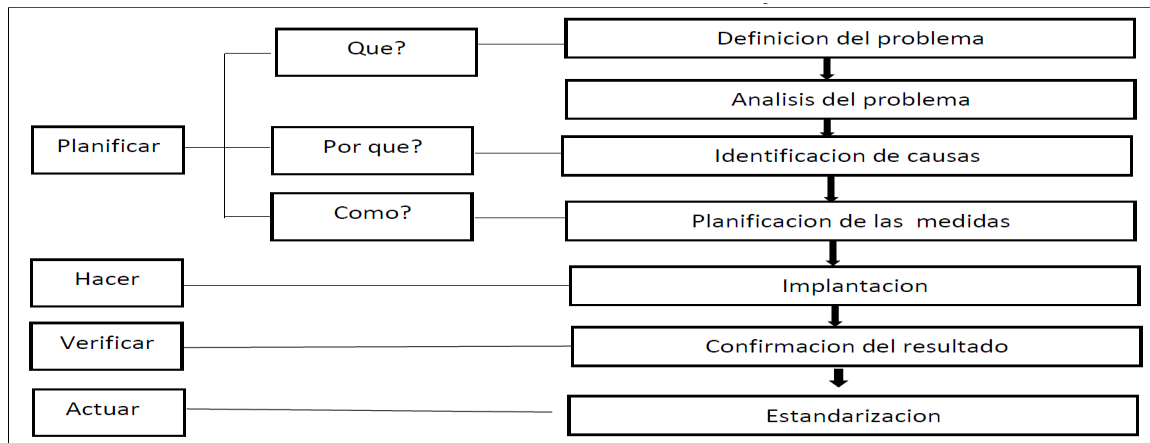 Que?
Definicion del problema
Analisis del problema
Planificar
Por que?
Identificacion de causas
Como?
Planificacion de las medidas
Hacer
Implantacion
Verificar
Confirmacion del resultado
Actuar
Estandarizacion